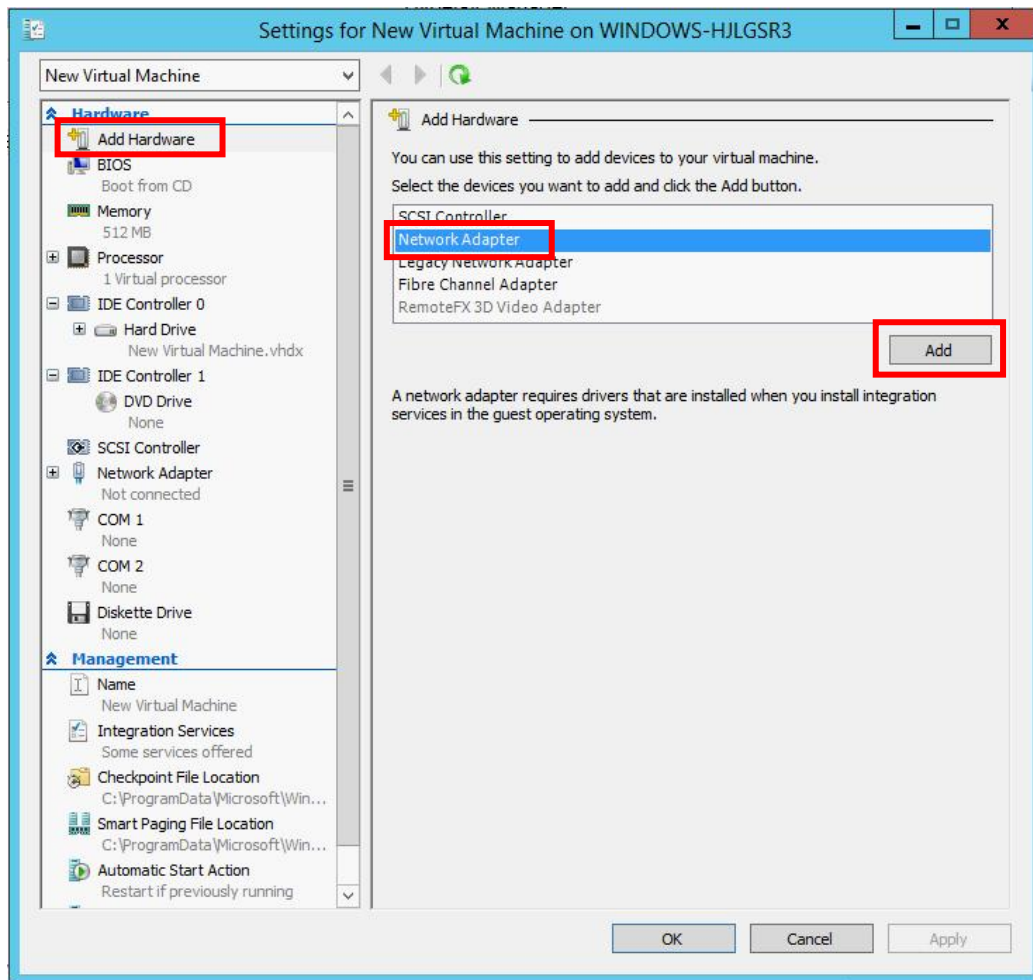 Settings for New Virtual Machine on WINDOWS-HJLGSR3
New Virtual Machine
Hardware
Add Hardware
BIOS
Boot from CD
Memory
512 MB
Processor
1 Virtual processor
IDE Controller 0
Hard Drive
New Virtual Machine.vhdx
IDE Controller 1
DVD Drive
None
SCSI Controller
Network Adapter
Not connected
COM 1
None
COM 2
None
Diskette Drive
None
Management
Name
New Virtual Machine
Integration Services
Some services offered
Checkpoint File Location
C:\ProgramData\Microsoft\Win...
Smart Paging File Location
C:\ProgramData\Microsoft\Win...
Automatic Start Action
Restart if previously running
Add Hardware
You can use this setting to add devices to your virtual machine.
Select the devices you want to add and click the Add button.
SCSI Controller
Network Adapter
Legacy Network Adapter
Fibre Channel Adapter
RemoteFX 3D Video Adapter
Add
A network adapter requires drivers that are installed when you install integration
services in the guest operating system.
OK
Cancel
Apply